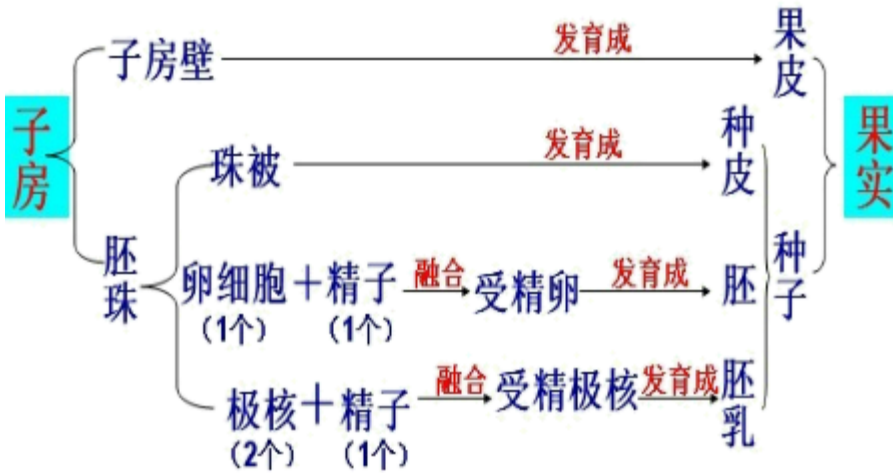 子房
子房壁 发育成 果皮
果实
胚珠
珠被 发育成 种皮
种子
卵细胞+精子 融合 受精卵 发育成 胚
(1个) (1个)
极核+精子 融合 受精极核 发育成 胚乳
(2个) (1个)